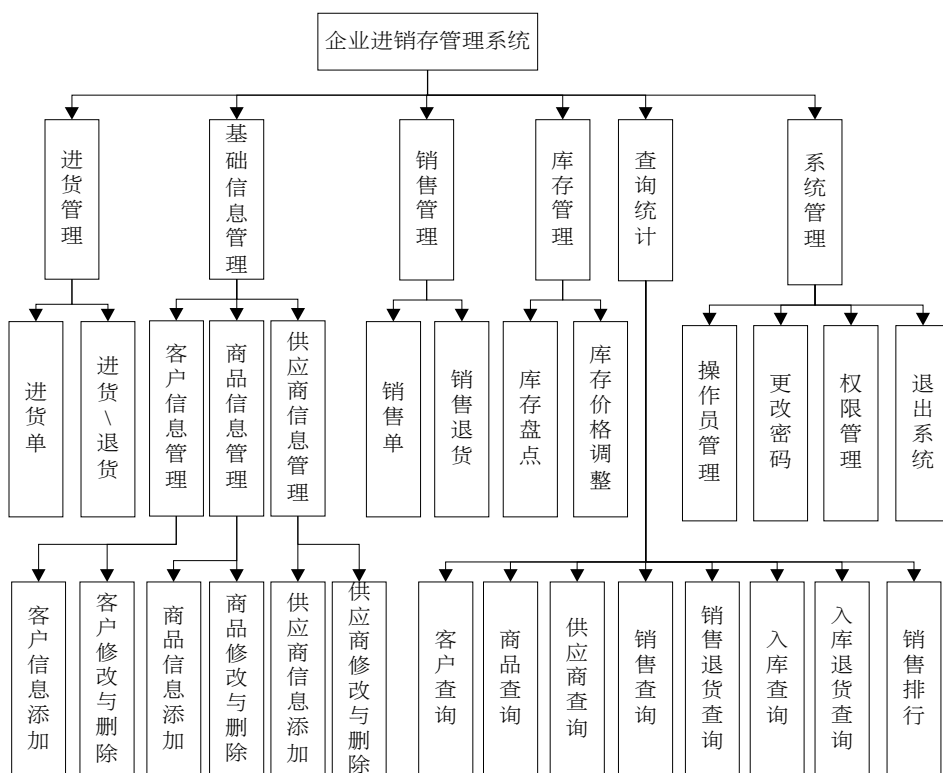 企业进销存管理系统
进货管理
基础信息管理
销售管理
库存管理
查询统计
系统管理
进货单
进货\退货
客户信息管理
商品信息管理
供应商信息管理
销售单
销售退货
库存盘点
库存价格调整
操作员管理
更改密码
权限管理
退出系统
客户信息添加
客户修改与删除
商品信息添加
商品修改与删除
供应商信息添加
供应商修改与删除
客户查询
商品查询
供应商查询
销售查询
销售退货查询
入库查询
入库退货查询
销售排行